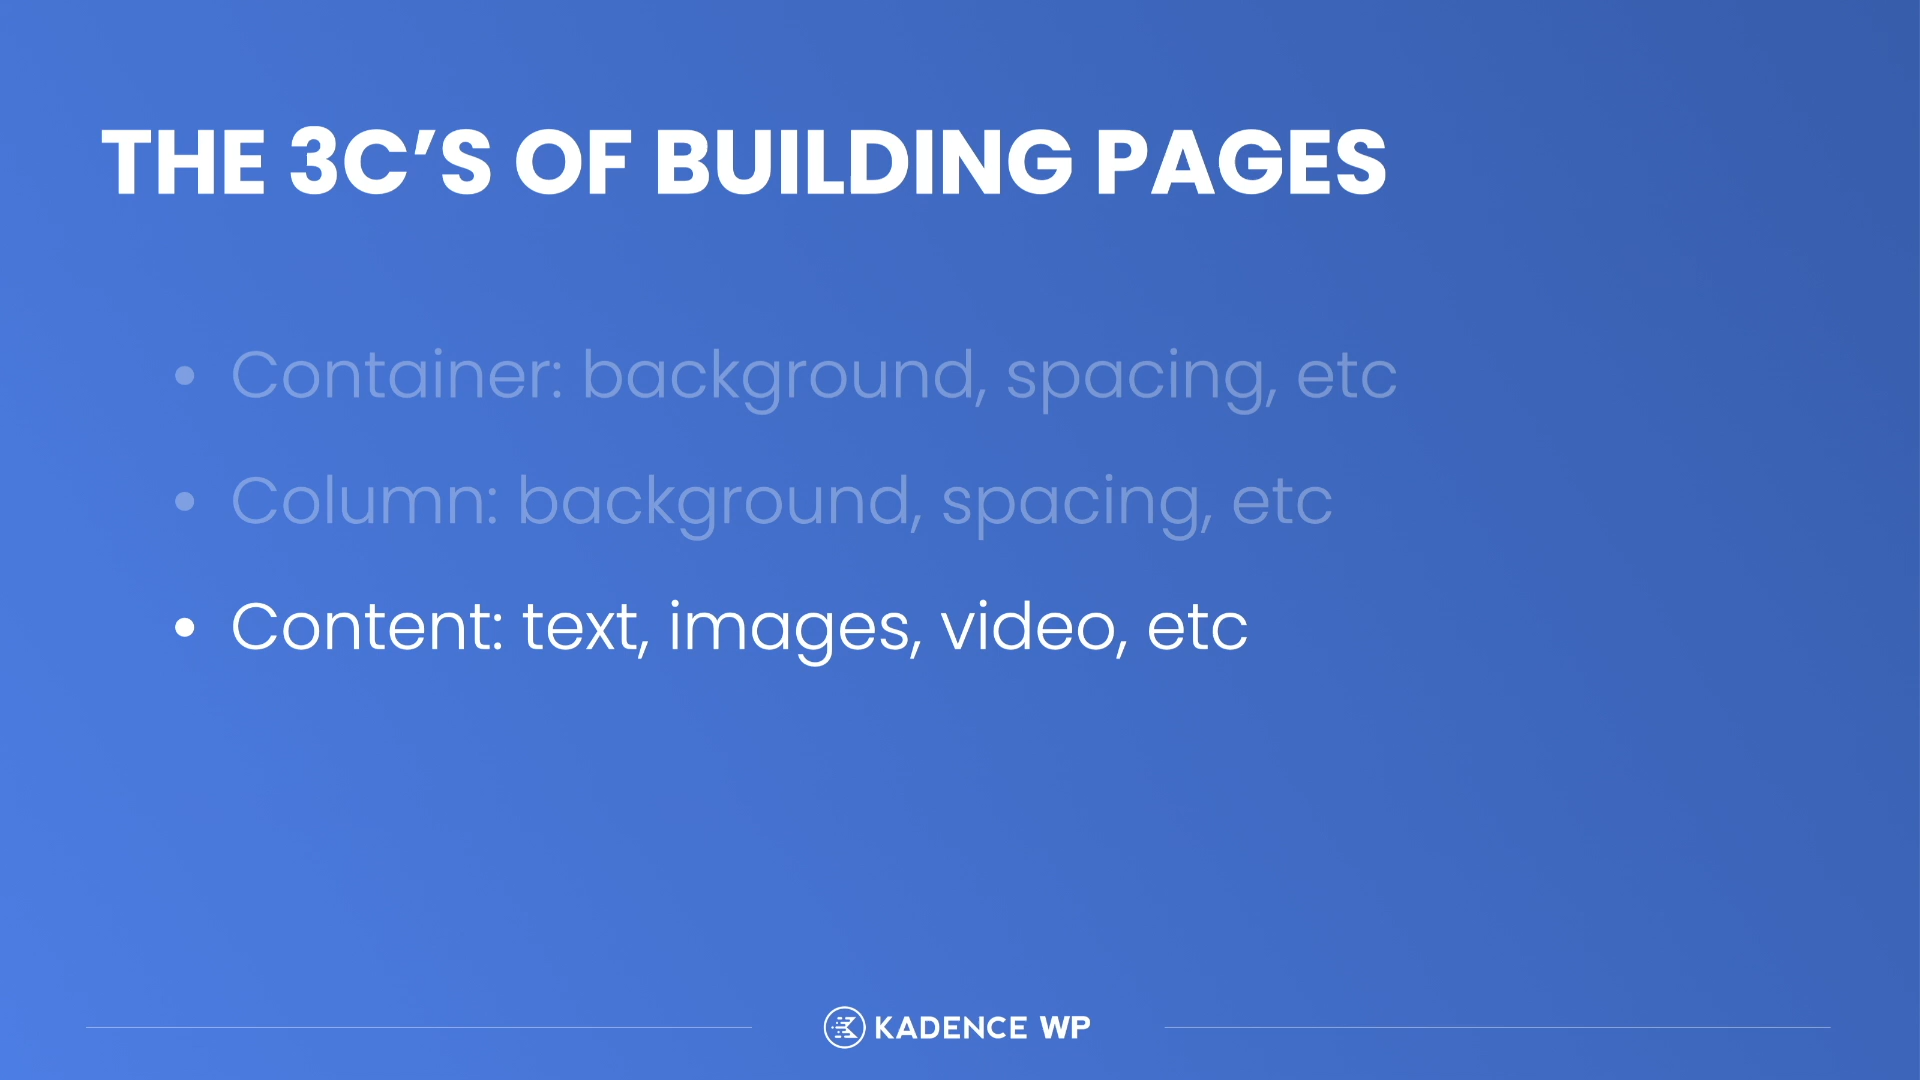 THE 3C’S OF BUILDING PAGES
• Container: background, spacing, etc
• Column: background, spacing, etc
• Content: text, images, video, etc
KADENCE WP